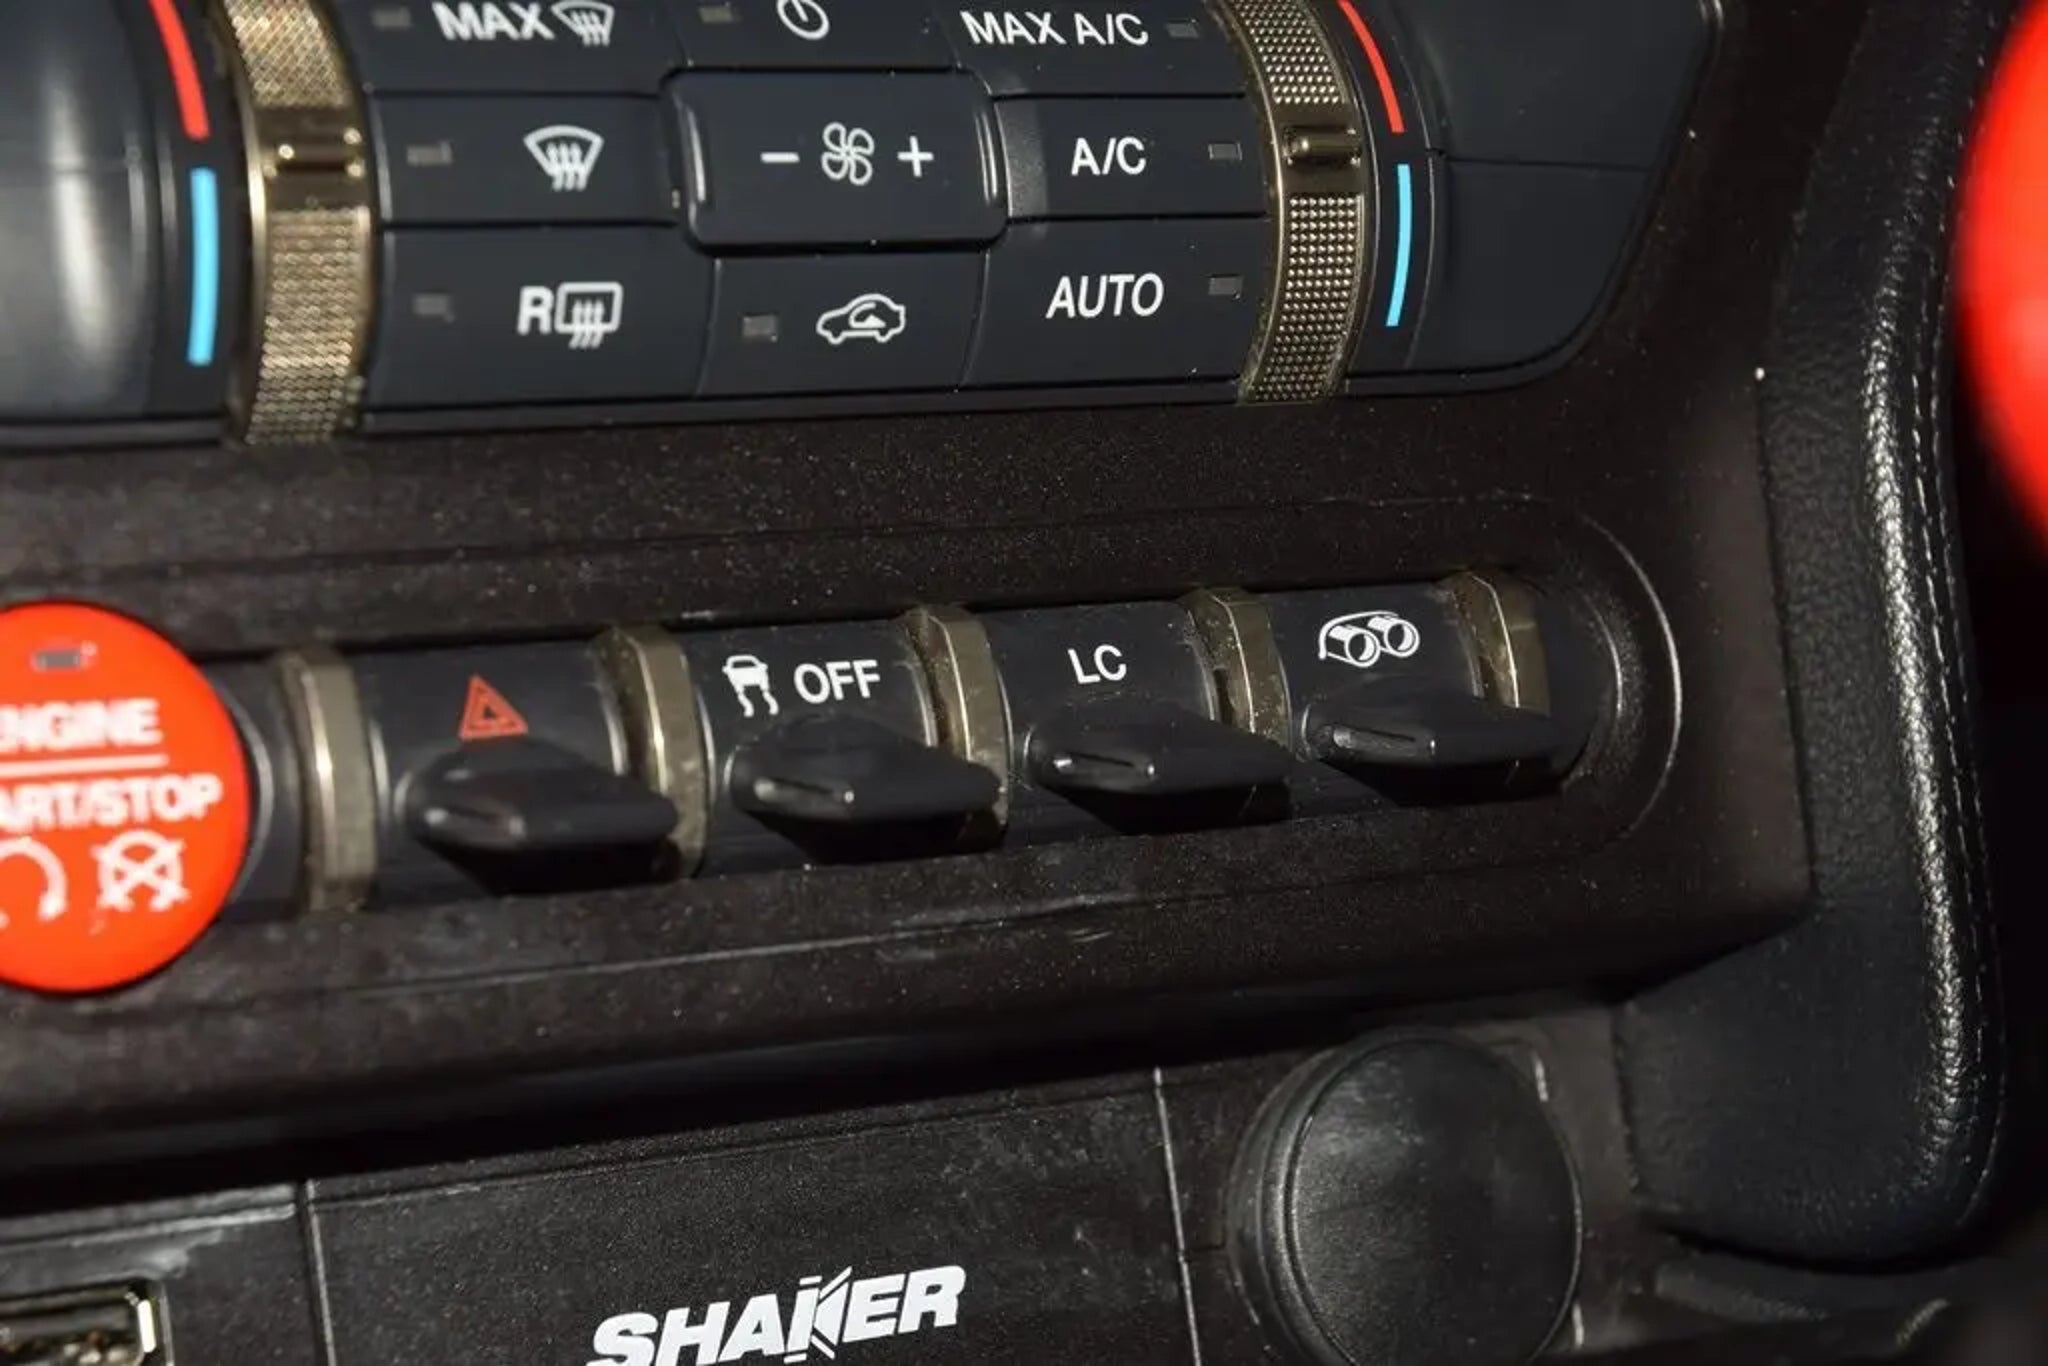 MAX
MAX A/C
- +
A/C
R
AUTO
OFF
LC
ENGINE
START/STOP
SHAKER